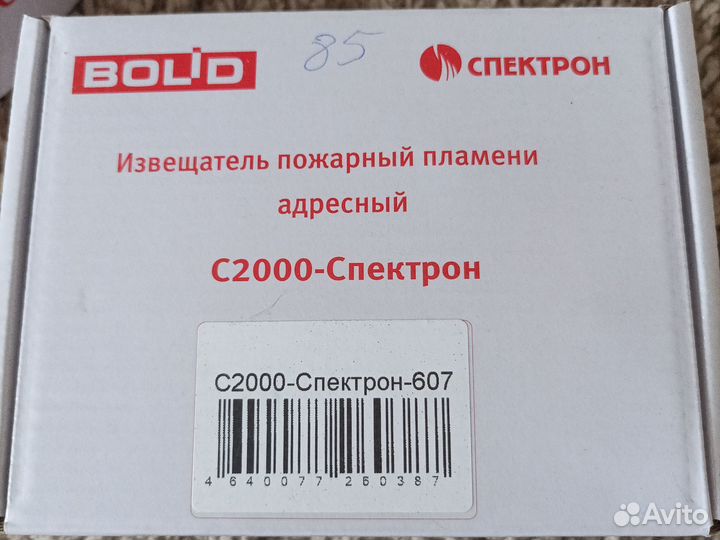 BOLID
85
СПЕКТРОН
Извещатель пожарный пламени
адресный
С2000-Спектрон
С2000-Спектрон-607
4 640077 260387
Avito